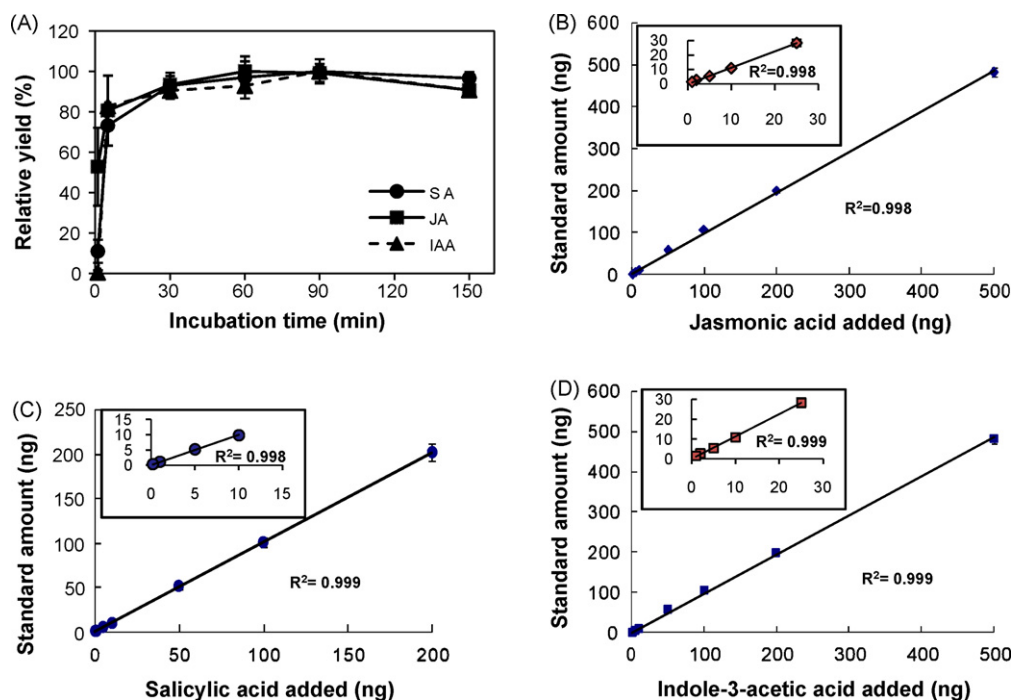 (A)
120
100
80
60
40
20
0
Relative yield (%)
SA
JA
IAA
0 30 60 90 120 150
Incubation time (min)
(B)
600
500
400
300
200
100
0
Standard amount (ng)
30
20
10
0
R²=0.998
0 10 20 30
R²=0.998
0 100 200 300 400 500
Jasmonic acid added (ng)
(C)
250
200
150
100
50
0
Standard amount (ng)
15
10
5
0
R²= 0.998
0 5 10 15
R²= 0.999
0 50 100 150 200
Salicylic acid added (ng)
(D)
600
500
400
300
200
100
0
Standard amount (ng)
30
20
10
0
R²= 0.999
0 10 20 30
R²= 0.999
0 100 200 300 400 500
Indole-3-acetic added (ng)